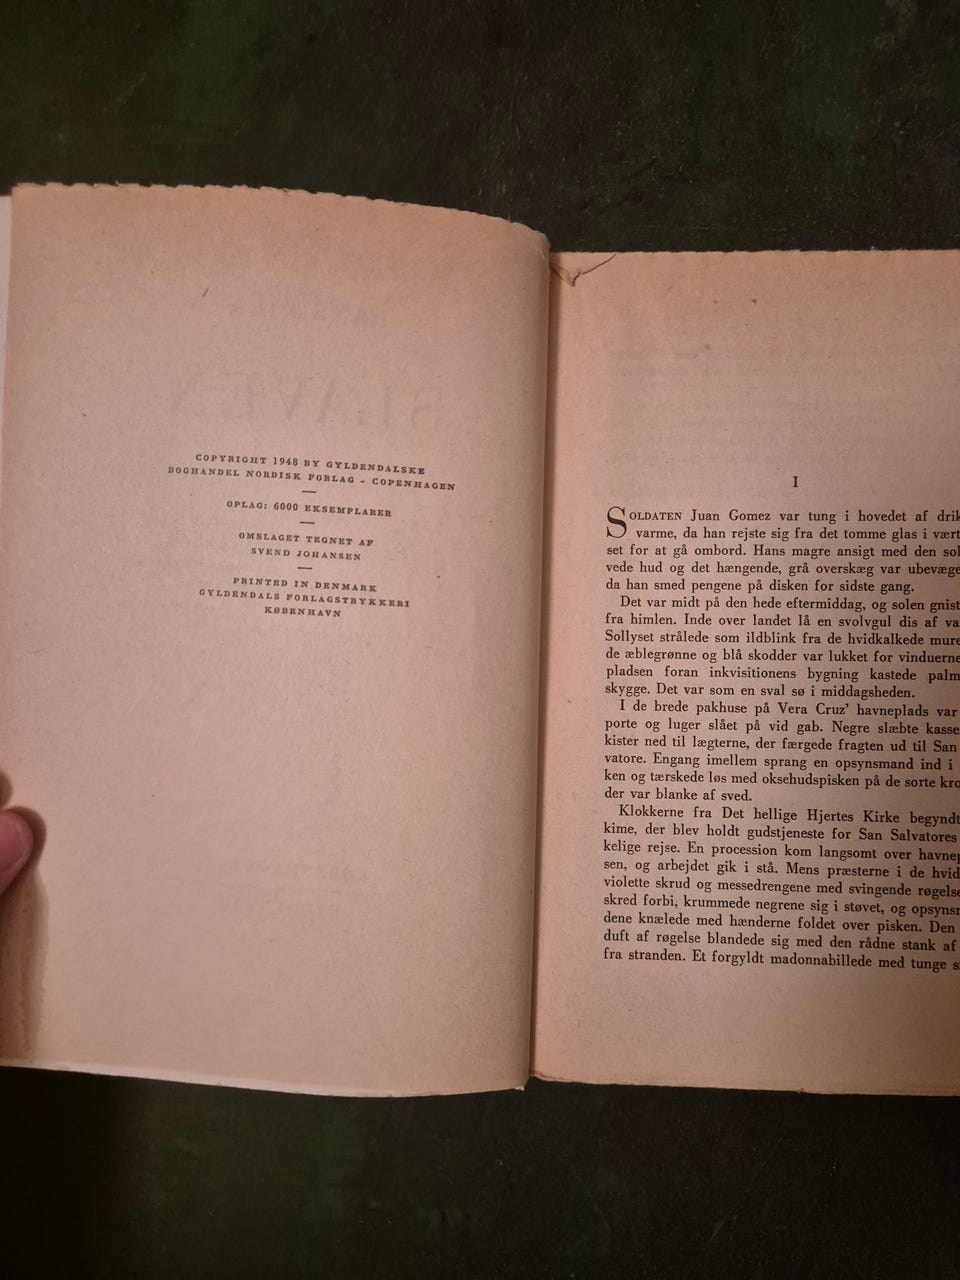 COPYRIGHT 1948 BY GYLDENDALSKE
BOGHANDEL NORDISK FORLAG - COPENHAGEN
OPLAG: 6000 EKSEMPLARER
OMSLAGET TEGNET AF
SVEND JOHANSEN
PRINTED IN DENMARK
GYLDENDALS FORLAGSTRYKKERI
KØBENHAVN
I
SOLDATEN Juan Gomez var tung i hovedet af drik
varme, da han rejste sig fra det tomme glas i vært
set for at gå ombord. Hans magre ansigt med den sol
vede hud og det hængende, grå overskæg var ubevæge
da han smed pengene på disken for sidste gang.
Det var midt på den hede eftermiddag, og solen gnist
fra himlen. Inde over landet lå en svolvgul dis af va
Sollyset strålede som ildblink fra de hvidkalkede mure
de æblegrønne og blå skodder var lukket for vinduerne
pladsen foran inkvisitionens bygning kastede palm
skygge. Det var som en sval sø i middagsheden.
I de brede pakhuse på Vera Cruz’ havneplads var
porte og luger slået på vid gab. Negre slæbte kasse
kister ned til lægterne, der færgede fragten ud til San
vatore. Engang imellem sprang en opsynsmand ind i
ken og tærskede løs med oksehudspisken på de sorte kro
der var blanke af sved.
Klokkerne fra Det hellige Hjertes Kirke begyndt
kime, der blev holdt gudstjeneste for San Salvatores
kelige rejse. En procession kom langsomt over havnep
sen, og arbejdet gik i stå. Mens præsterne i de hvid
violette skrud og messedrengene med svingende røgelse
skred forbi, krummede negrene sig i støvet, og opsynsm
dene knælede med hænderne foldet over pisken. Den
duft af røgelse blandede sig med den rådne stank af
fra stranden. Et forgyldt madonnabillede med tunge s